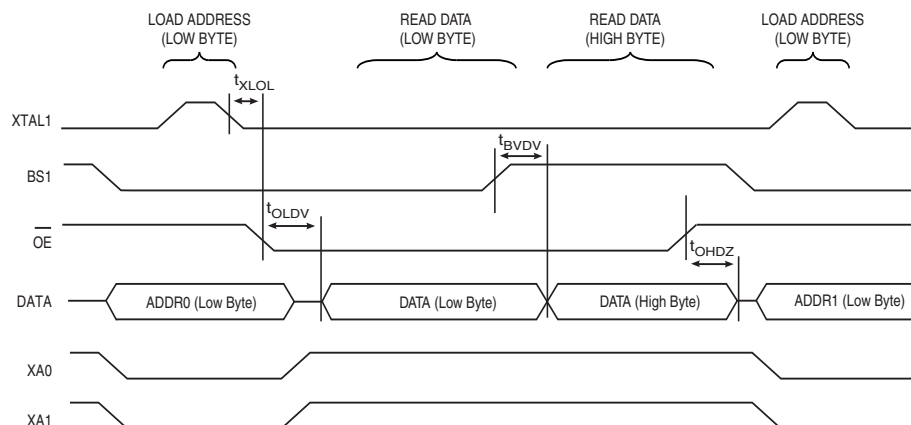 LOAD ADDRESS
(LOW BYTE)
READ DATA
(LOW BYTE)
READ DATA
(HIGH BYTE)
LOAD ADDRESS
(LOW BYTE)
tXLOL
XTAL1
tBVDV
BS1
tOLDV
OE
tOHDZ
DATA
ADDR0 (Low Byte)
DATA (Low Byte)
DATA (High Byte)
ADDR1 (Low Byte)
XA0
XA1